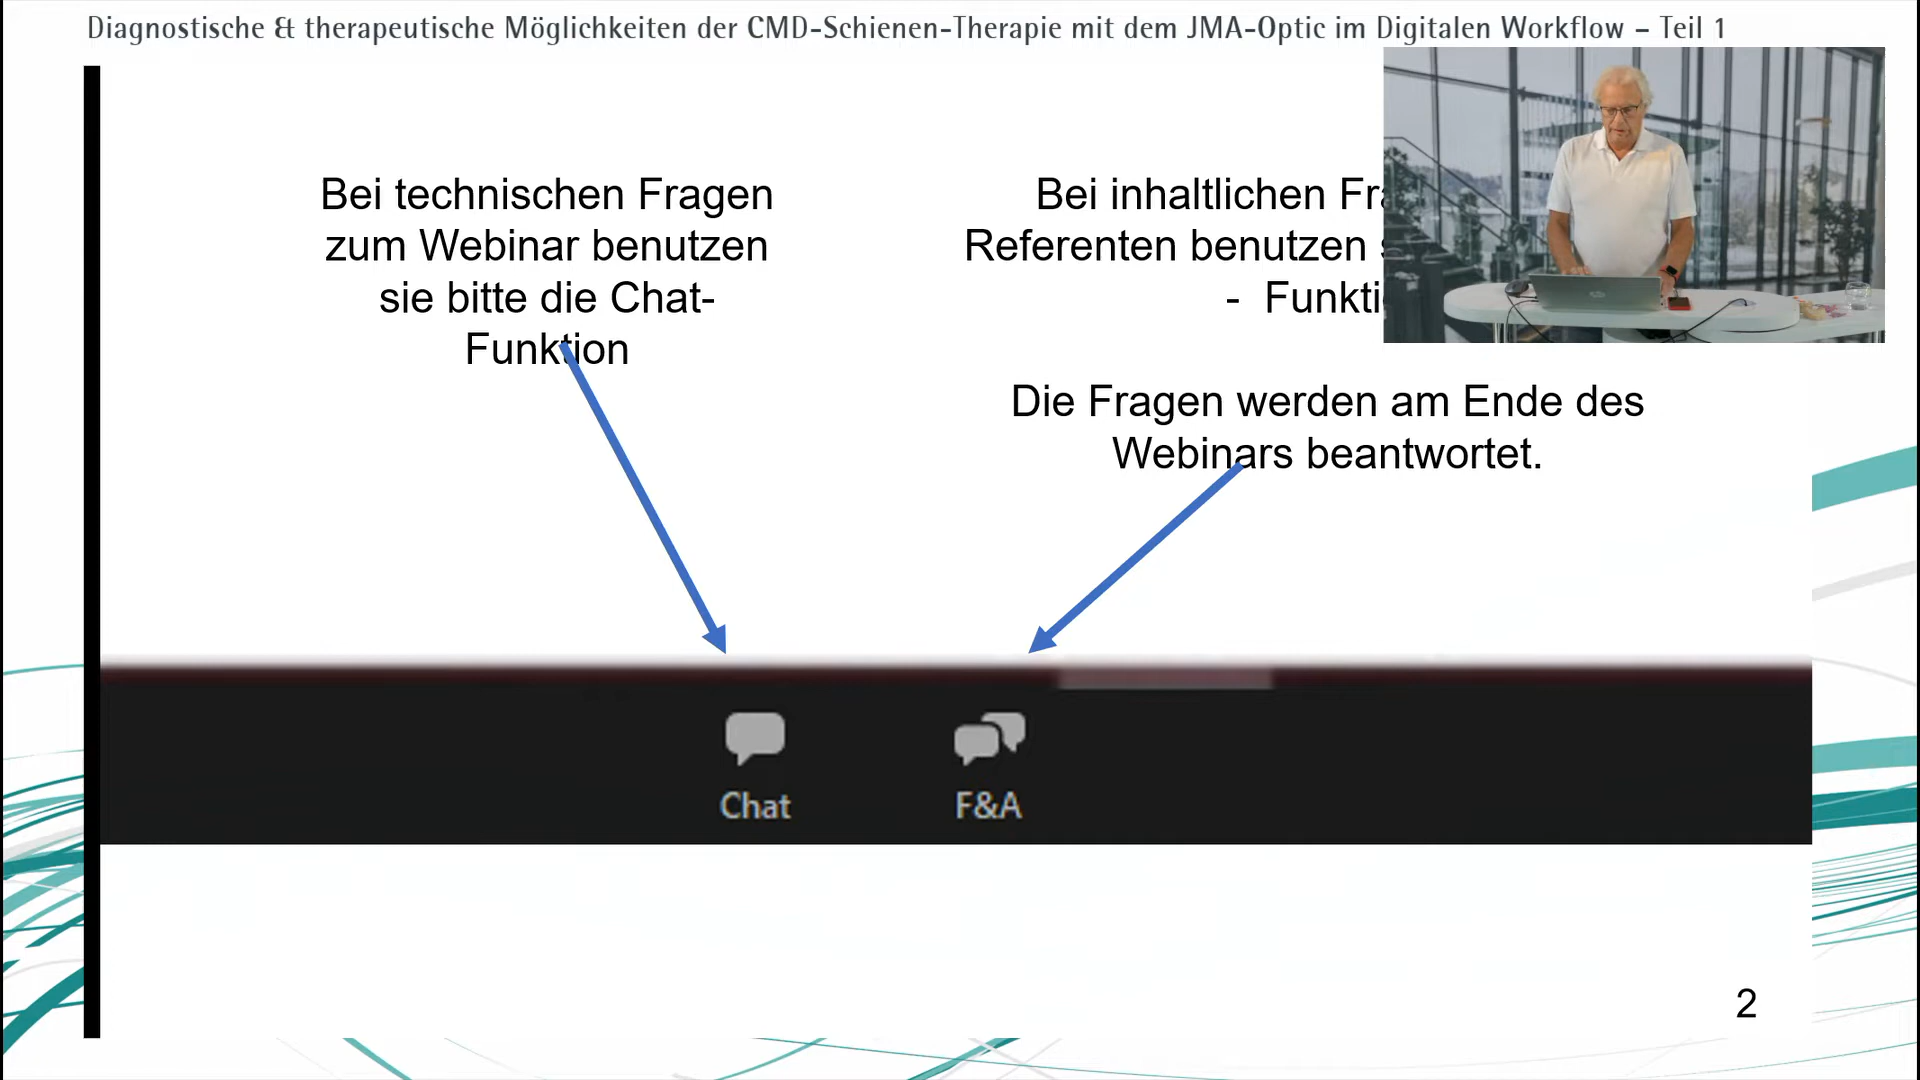 Diagnostische & therapeutische Möglichkeiten der CMD-Schienen-Therapie mit dem JMA-Optic im Digitalen Workflow – Teil 1
Bei technischen Fragen
zum Webinar benutzen
sie bitte die Chat-
Funktion
Bei inhaltlichen
Referenten benutzen
-
Die Fragen werden am Ende des
Webinars beantwortet.
Chat
F&A
2